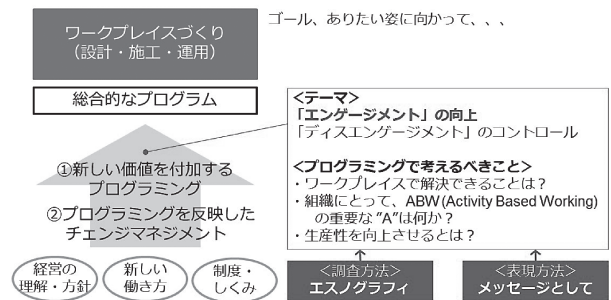 ワークプレイスづくり
（設計・施工・運用）
ゴール、ありたい姿に向かって、、、
総合的なプログラム
①新しい価値を付加する
プログラミング
②プログラミングを反映した
チェンジマネジメント
経営の
理解・方針
新しい
働き方
制度・
しくみ
＜テーマ＞
「エンゲージメント」の向上
「ディスエンゲージメント」のコントロール
＜プログラミングで考えるべきこと＞
・ワークプレイスで解決できることは？
・組織にとって、ABW (Activity Based Working)
の重要な“A”は何か？
・生産性を向上させるとは？
＜調査方法＞
エスノグラフィ
＜表現方法＞
メッセージとして